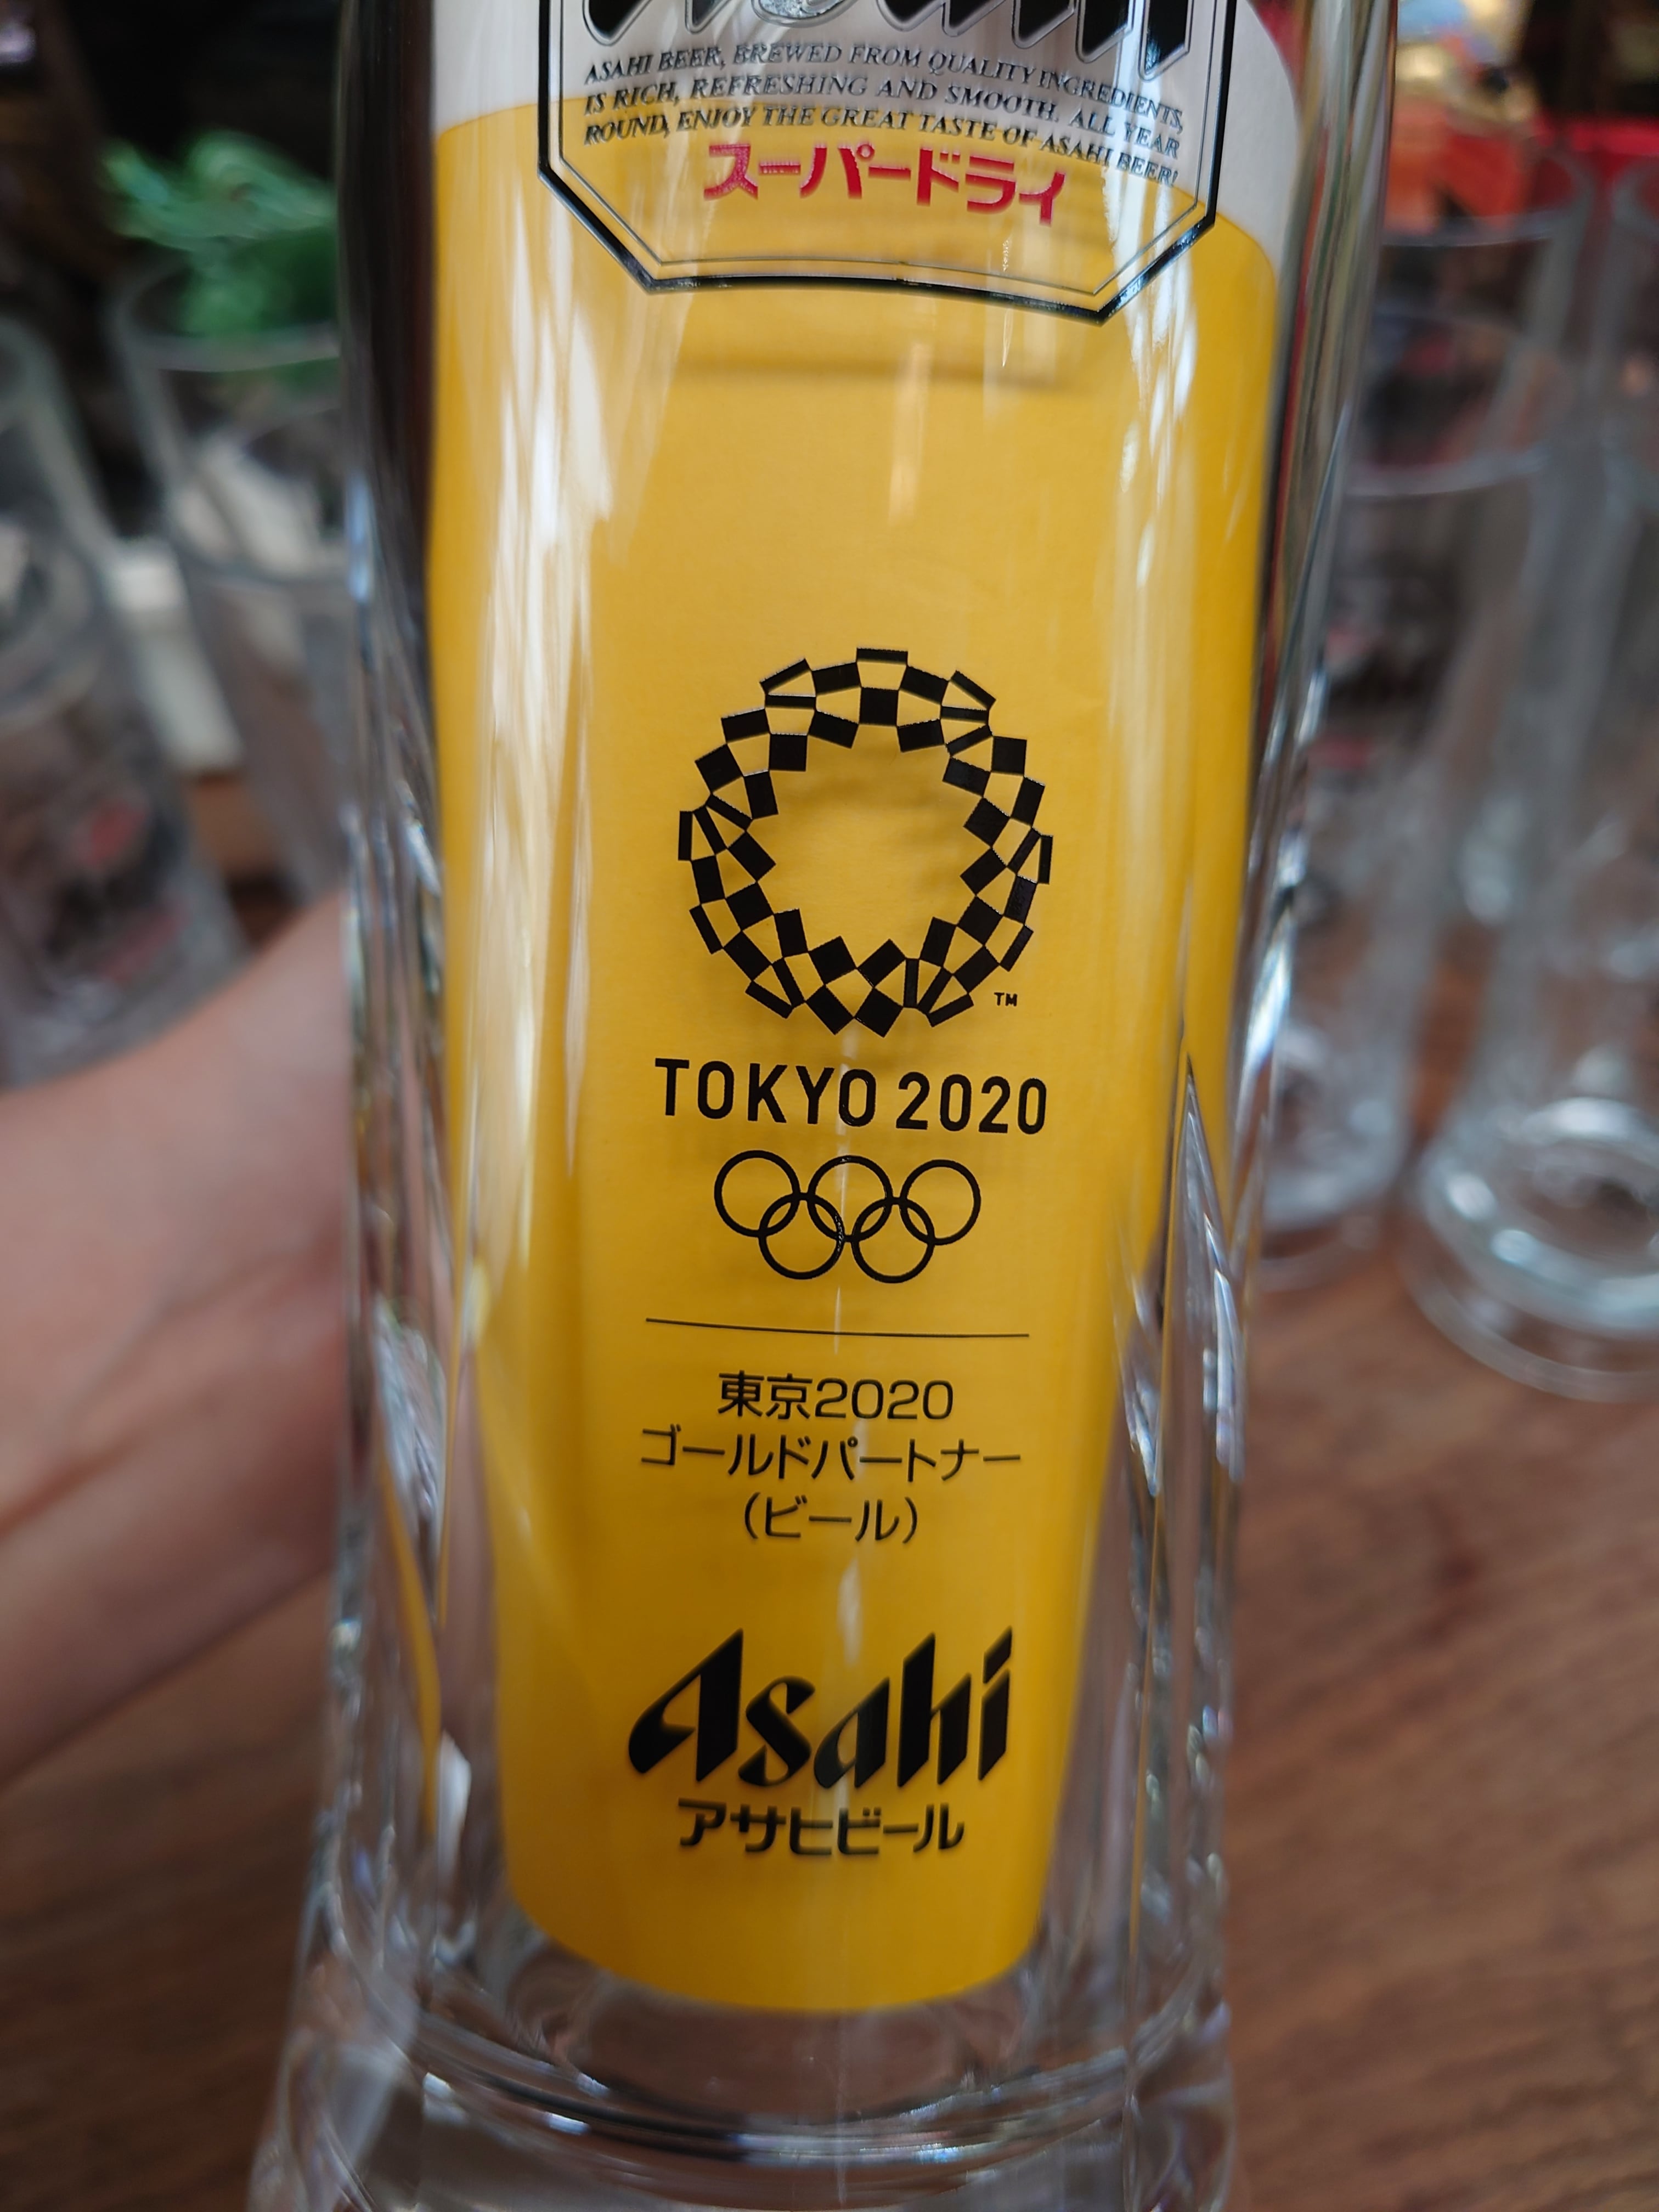 Asahi
ASAHI BEER, BREWED FROM QUALITY INGREDIENTS,
IS RICH, REFRESHING AND SMOOTH. ALL YEAR
ROUND, ENJOY THE GREAT TASTE OF ASAHI BEER!
スーパードライ
TM
TOKYO 2020
東京2020
ゴールドパートナー
(ビール)
Asahi
アサヒビール